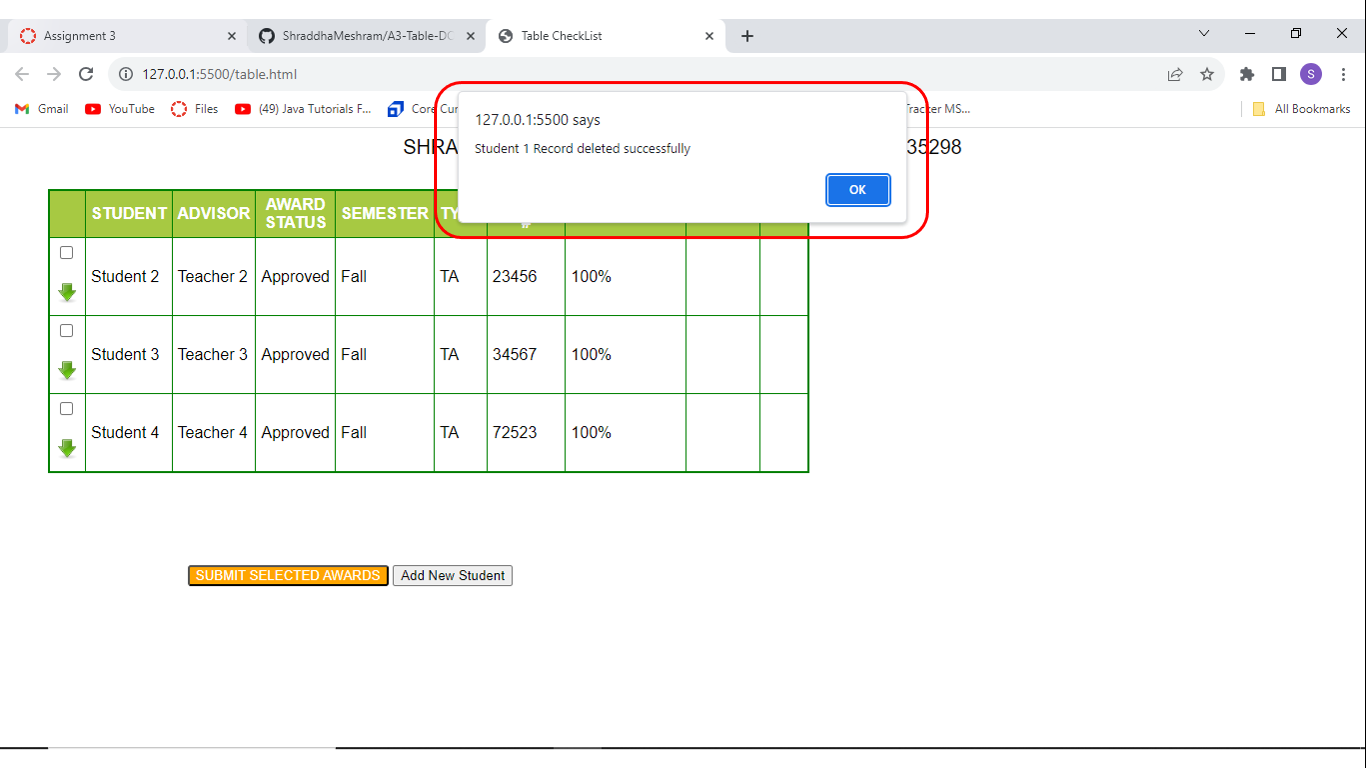 Assignment 3
ShraddhaMeshram/A3-Table-DO
Table CheckList
127.0.0.1:5500/table.html
S
Gmail
YouTube
Files
(49) Java Tutorials F...
Core Cur
Tracker MS...
All Bookmarks
127.0.0.1:5500 says
Student 1 Record deleted successfully
OK
SHRA
35298
STUDENT ADVISOR AWARD STATUS SEMESTER TY #
Student 2 Teacher 2 Approved Fall TA 23456 100%
Student 3 Teacher 3 Approved Fall TA 34567 100%
Student 4 Teacher 4 Approved Fall TA 72523 100%
SUBMIT SELECTED AWARDS Add New Student